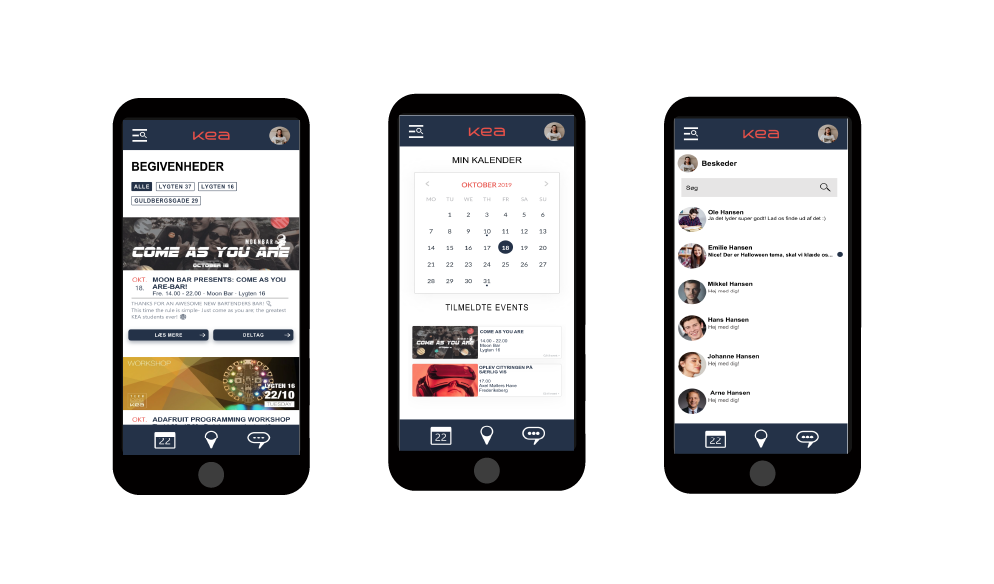 kea
BEGIVENHEDER
ALLE
LYGTEN 37
LYGTEN 16
GULDBERGSGADE 29
MOONBAR
COME AS YOU ARE
OCTOBER 18
OKT.
18.
MOON BAR PRESENTS: COME AS YOU
ARE-BAR!
Fre. 14.00 - 22.00 - Moon Bar - Lygten 16
THANKS FOR AN AWESOME NEW BARTENDERS BAR!
This time the rule is simple- Just come as you are; the greatest
KEA students ever!
LÆS MERE
DELTAG
WORKSHOP
LYGTEN 16
22/10
TUESDAY
kea
OKT.
ADAFRUIT PROGRAMMING WORKSHOP
22
kea
MIN KALENDER
OKTOBER 2019
MO TU WE TH FR SA SU
1 2 3 4 5 6
7 8 9 10 11 12 13
14 15 16 17 18 19 20
21 22 23 24 25 26 27
28 29 30 31
TILMELDTE EVENTS
COME AS YOU ARE
COME AS YOU ARE
14.00 - 22.00
Moon Bar
Lygten 16
OPLEV CITYRINGEN PÅ
SÆRLIG VIS
17.00
Axel Møllers Have
Frederiksberg
22
kea
Beskeder
Søg
Ole Hansen
Ja det lyder super godt! Lad os finde ud af det :)
Emilie Hansen
Nice! Der er Halloween tema, skal vi klæde os...
Mikkel Hansen
Hej med dig!
Hans Hansen
Hej med dig!
Johanne Hansen
Hej med dig!
Arne Hansen
Hej med dig!
22